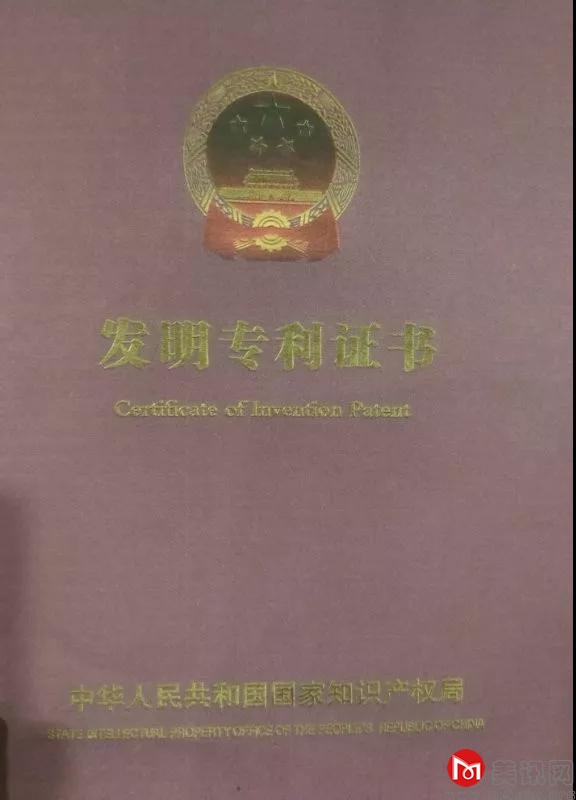 发明专利证书
Certificate of Invention Patent
中华人民共和国国家知识产权局
STATE INTELLECTUAL PROPERTY OFFICE OF THE PEOPLE'S REPUBLIC OF CHINA
美讯网